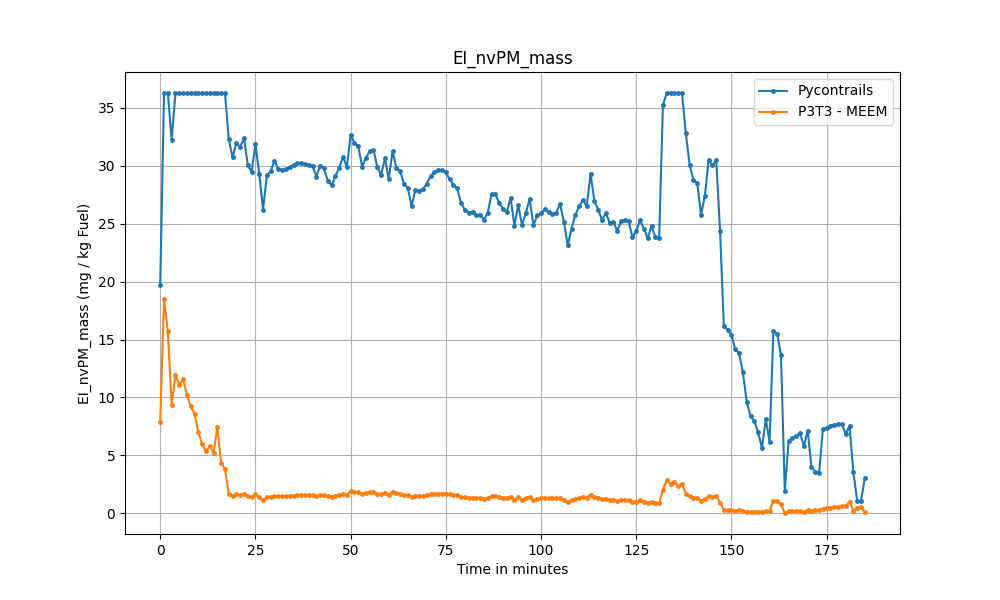 EI_nvPM_mass
Pycontrails
P3T3 - MEEM
EI_nvPM_mass (mg / kg Fuel)
35
30
25
20
15
10
5
0
0 25 50 75 100 125 150 175
Time in minutes